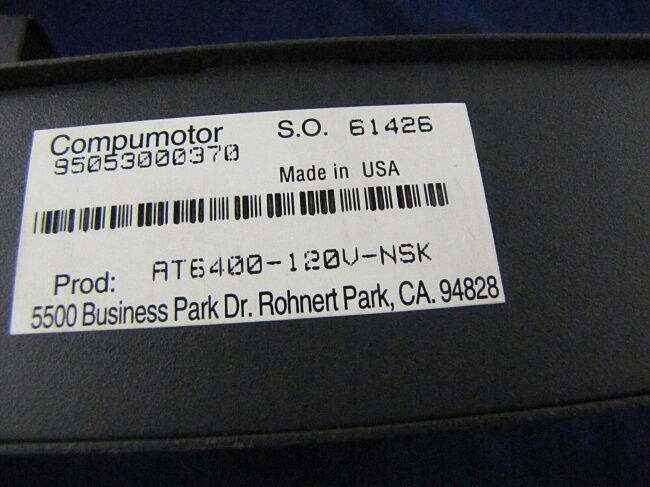 Compumotor S.O. 61426
95053000370
Made in USA
Prod: AT6400-120V-NSK
5500 Business Park Dr. Rohnert Park, CA. 94828